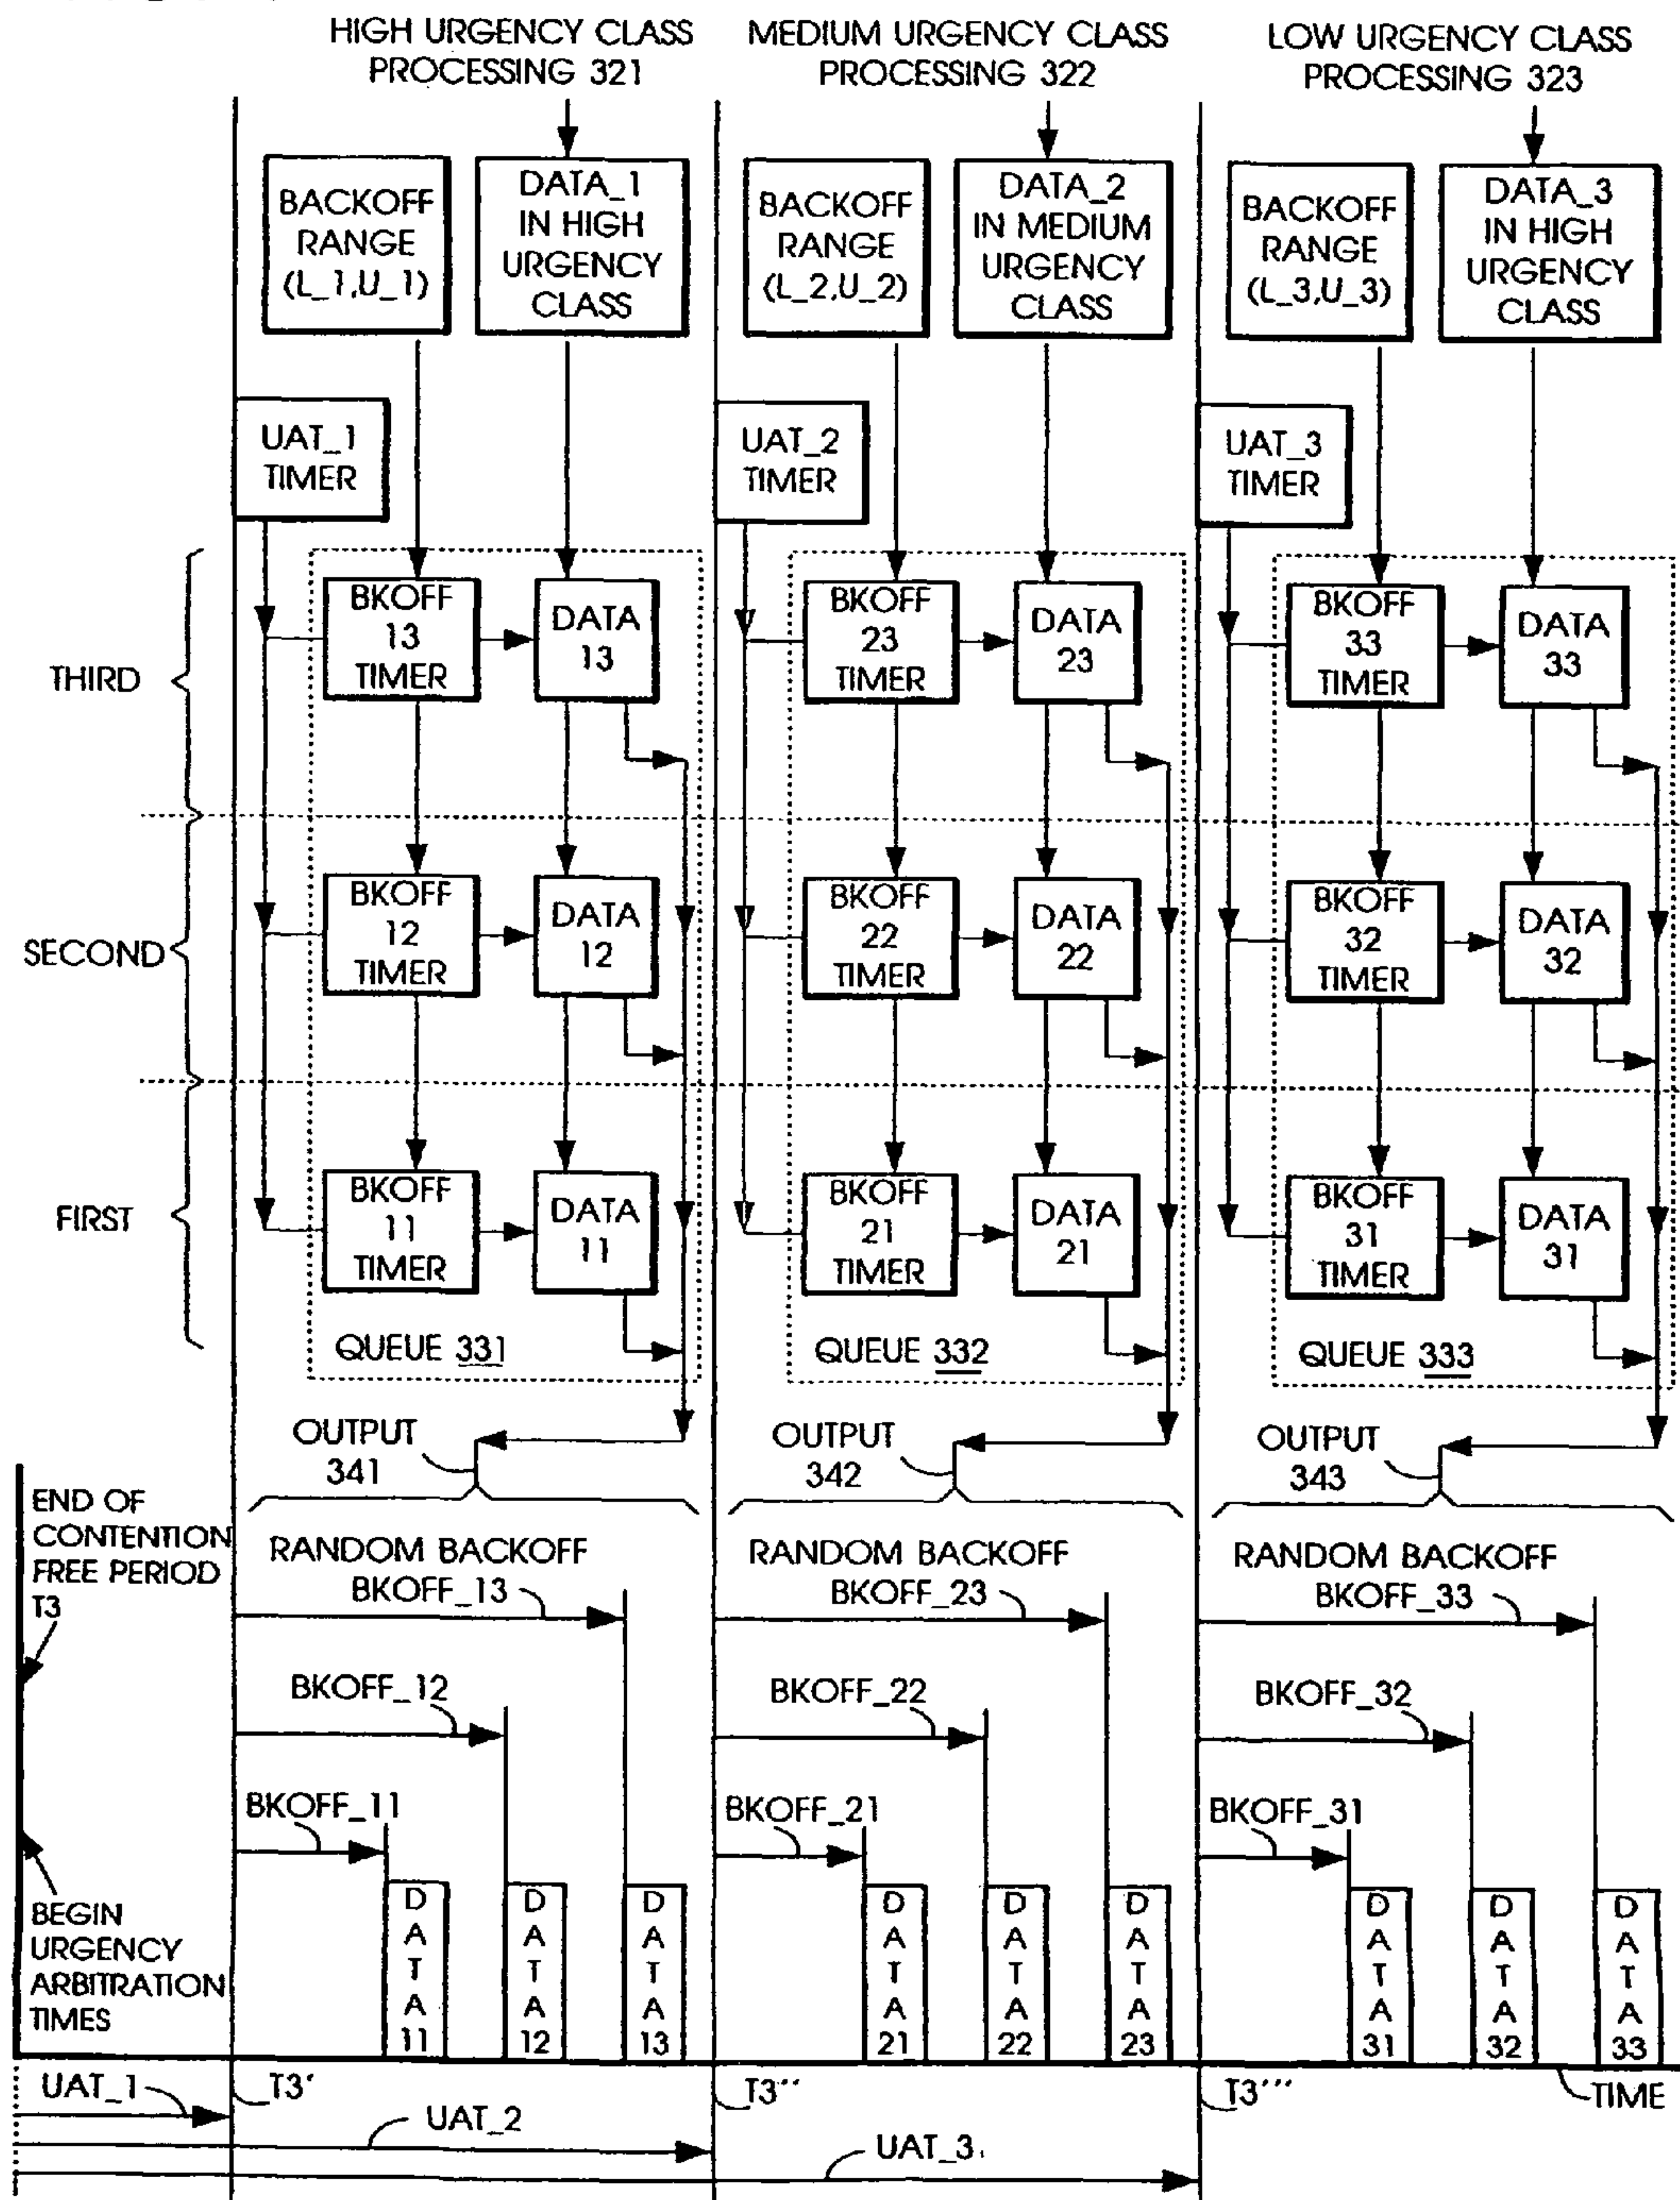 HIGH URGENCY CLASS
PROCESSING 321
MEDIUM URGENCY CLASS
PROCESSING 322
LOW URGENCY CLASS
PROCESSING 323
BACKOFF
RANGE
(L_1,U_1)
DATA_1
IN HIGH
URGENCY
CLASS
BACKOFF
RANGE
(L_2,U_2)
DATA_2
IN MEDIUM
URGENCY
CLASS
BACKOFF
RANGE
(L_3,U_3)
DATA_3
IN HIGH
URGENCY
CLASS
UAT_1
TIMER
UAT_2
TIMER
UAT_3
TIMER
THIRD
BKOFF
13
TIMER
DATA
13
BKOFF
23
TIMER
DATA
23
BKOFF
33
TIMER
DATA
33
SECOND
BKOFF
12
TIMER
DATA
12
BKOFF
22
TIMER
DATA
22
BKOFF
32
TIMER
DATA
32
FIRST
BKOFF
11
TIMER
DATA
11
BKOFF
21
TIMER
DATA
21
BKOFF
31
TIMER
DATA
31
QUEUE 331
QUEUE 332
QUEUE 333
OUTPUT
341
OUTPUT
342
OUTPUT
343
END OF
CONTENTION
FREE PERIOD
T3
RANDOM BACKOFF
BKOFF_13
RANDOM BACKOFF
BKOFF_23
RANDOM BACKOFF
BKOFF_33
BKOFF_12
BKOFF_22
BKOFF_32
BKOFF_11
BKOFF_21
BKOFF_31
BEGIN
URGENCY
ARBITRATION
TIMES
DATA
11
DATA
12
DATA
13
DATA
21
DATA
22
DATA
23
DATA
31
DATA
32
DATA
33
UAT_1
T3'
T3''
T3'''
TIME
UAT_2
UAT_3